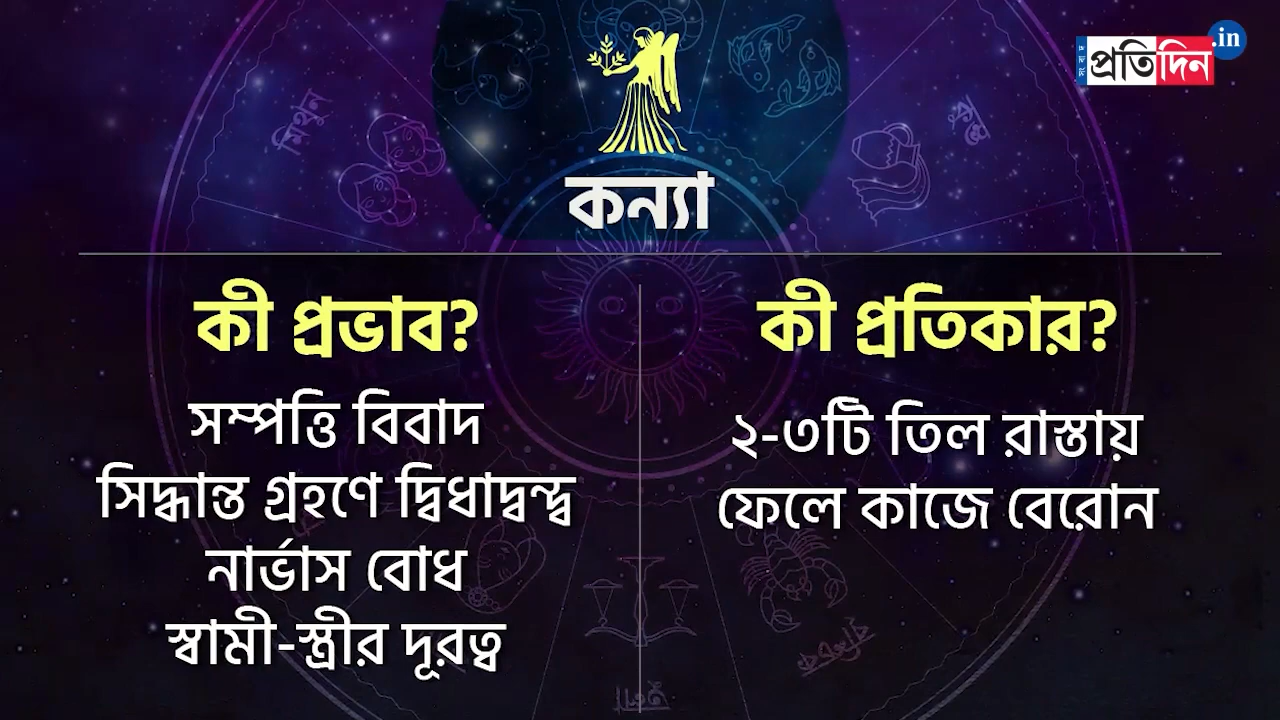 সংবাদ
প্রতিদিন
.in
মিথুন
কন্যা
কী প্রভাব?
সম্পত্তি বিবাদ
সিদ্ধান্ত গ্রহণে দ্বিধাদ্বন্দ্ব
নার্ভাস বোধ
স্বামী-স্ত্রীর দূরত্ব
কী প্রতিকার?
২-৩টি তিল রাস্তায়
ফেলে কাজে বেরোন